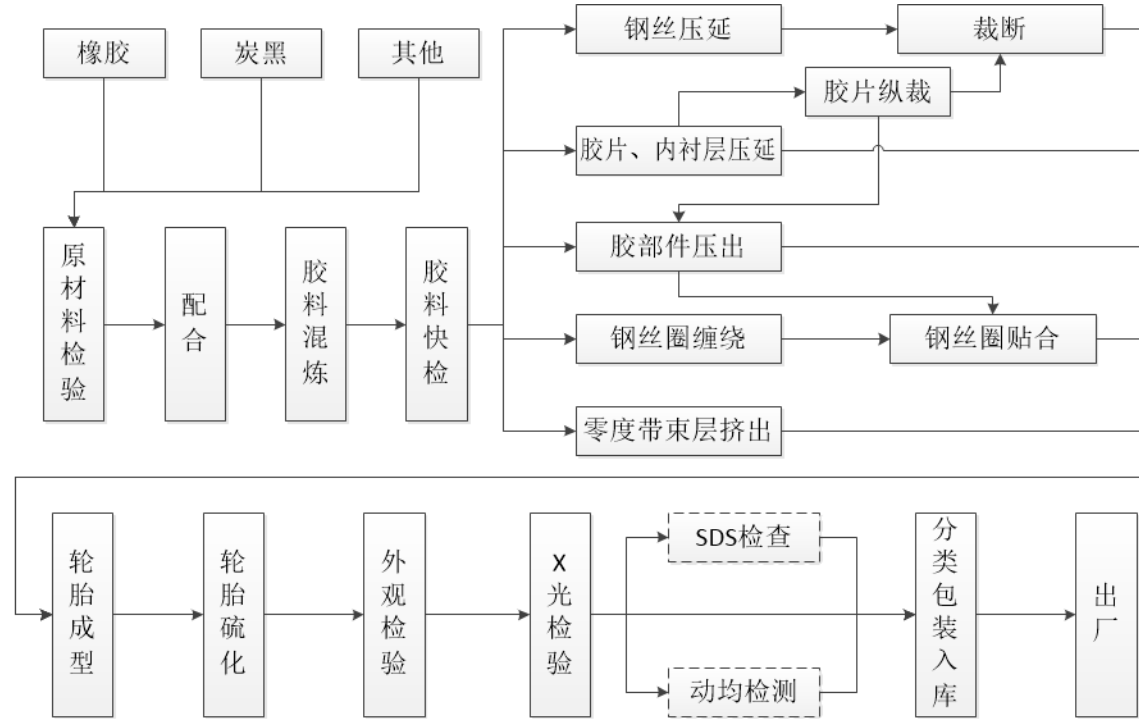 橡胶
炭黑
其他
钢丝压延
裁断
胶片纵裁
胶片、内衬层压延
原材料检验
配合
胶料混炼
胶料快检
胶部件压出
钢丝圈缠绕
钢丝圈贴合
零度带束层挤出
轮胎成型
轮胎硫化
外观检验
X光检验
SDS检查
动均检测
分类包装入库
出厂